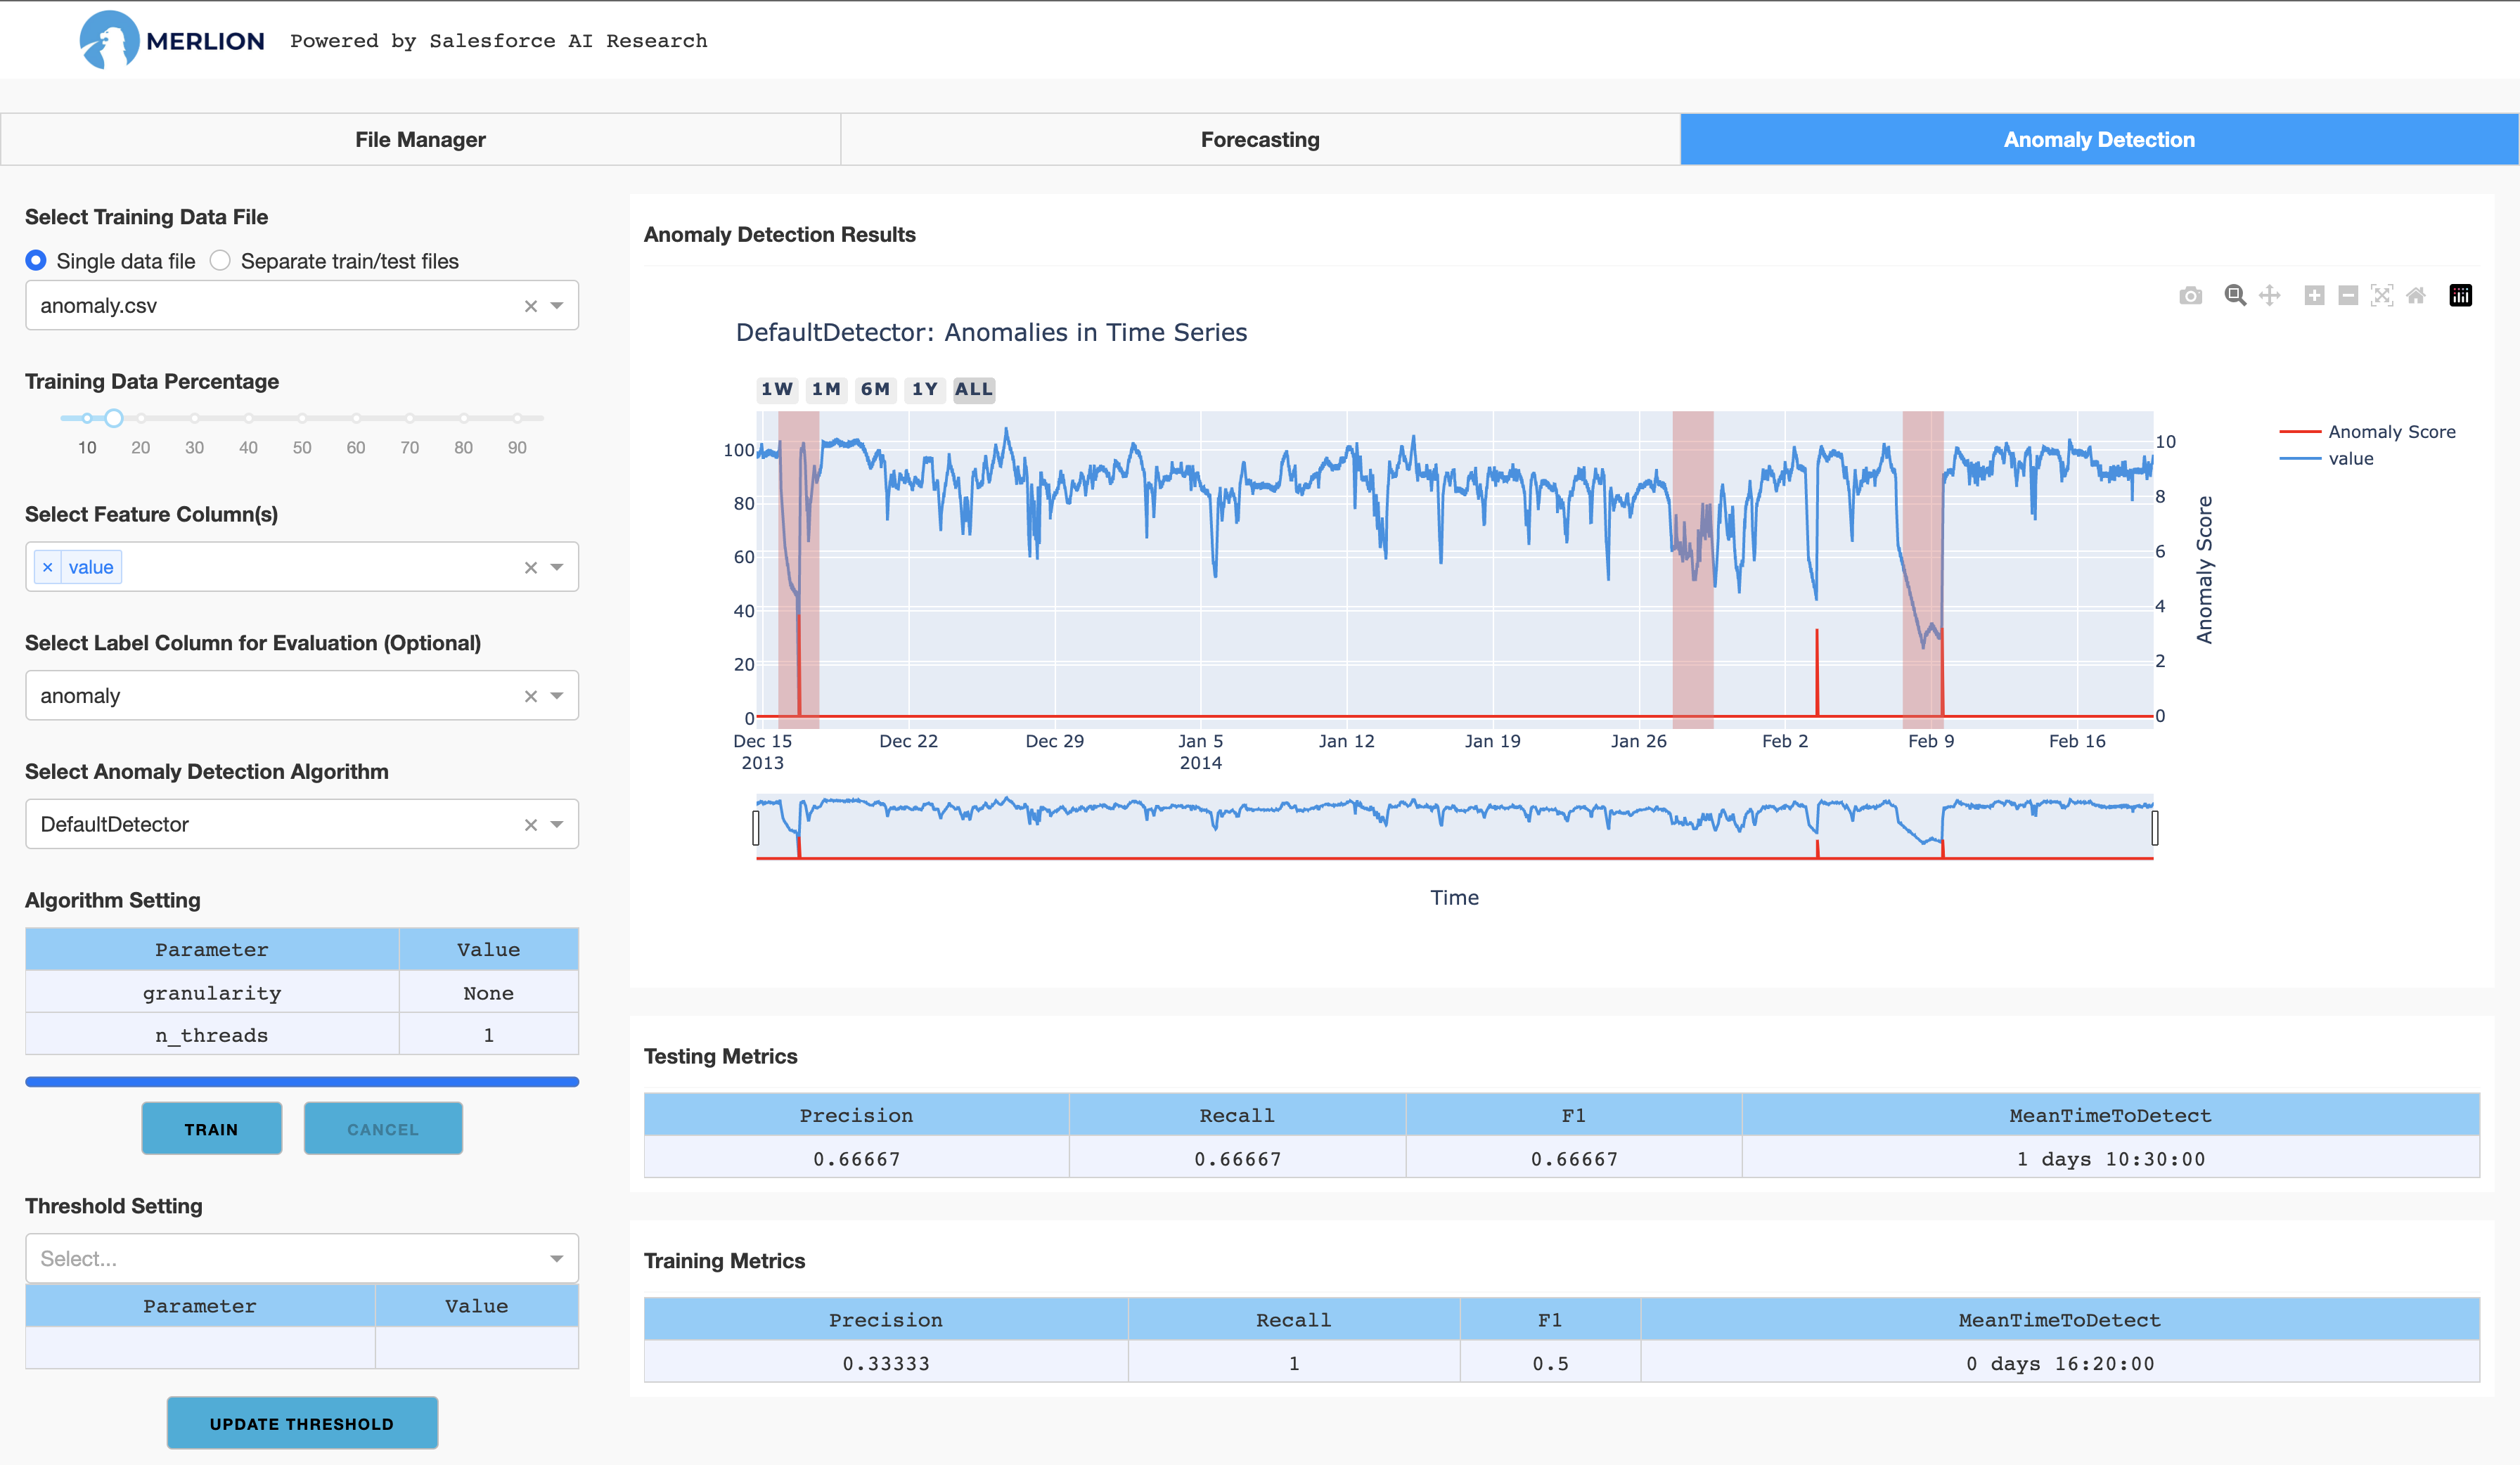 MERLION Powered by Salesforce AI Research
File Manager Forecasting Anomaly Detection
Select Training Data File
Single data file Separate train/test files
anomaly.csv
Training Data Percentage
10 20 30 40 50 60 70 80 90
Select Feature Column(s)
× value
Select Label Column for Evaluation (Optional)
anomaly
Select Anomaly Detection Algorithm
DefaultDetector
Algorithm Setting
Parameter Value
granularity None
n_threads 1
TRAIN CANCEL
Threshold Setting
Select...
Parameter Value
UPDATE THRESHOLD
Anomaly Detection Results
DefaultDetector: Anomalies in Time Series
1W 1M 6M 1Y ALL
100
80
60
40
20
0
10
8
6
4
2
0
Anomaly Score
Anomaly Score
value
Dec 15 Dec 22 Dec 29 Jan 5 Jan 12 Jan 19 Jan 26 Feb 2 Feb 9 Feb 16
2013 2014
Time
Testing Metrics
Precision Recall F1 MeanTimeToDetect
0.66667 0.66667 0.66667 1 days 10:30:00
Training Metrics
Precision Recall F1 MeanTimeToDetect
0.33333 1 0.5 0 days 16:20:00